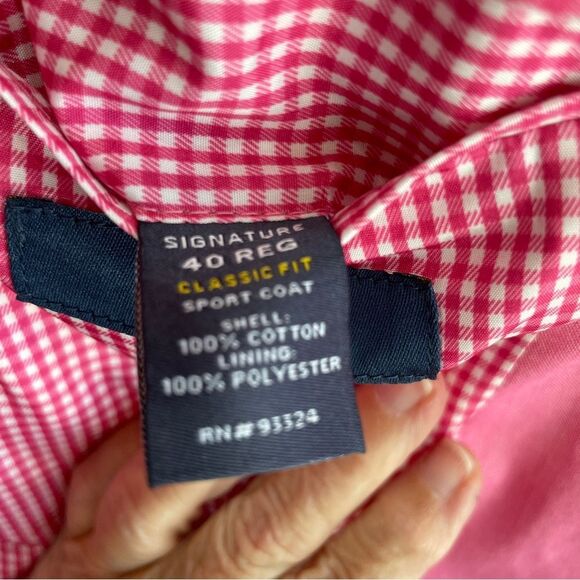 SIGNATURE
40 REG
CLASSIC FIT
SPORT COAT
SHELL:
100% COTTON
LINING:
100% POLYESTER
RN# 93324